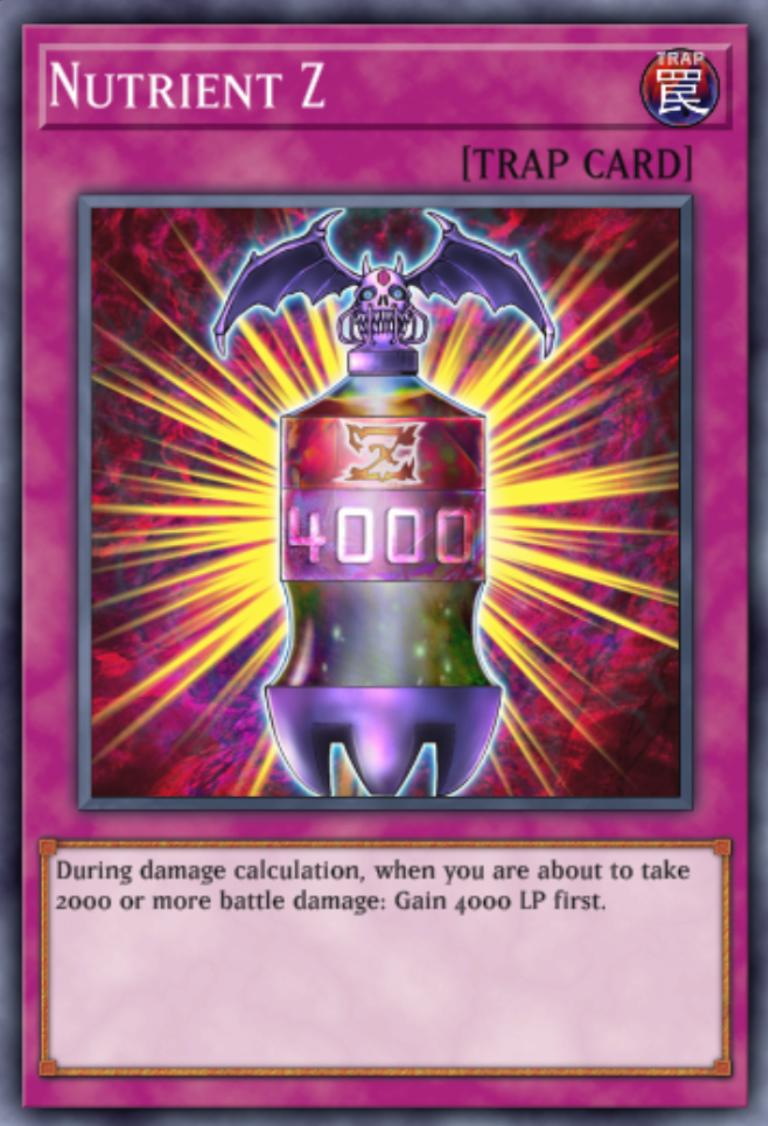 Nutrient Z
TRAP
罠
[TRAP CARD]
Z
4000
During damage calculation, when you are about to take
2000 or more battle damage: Gain 4000 LP first.